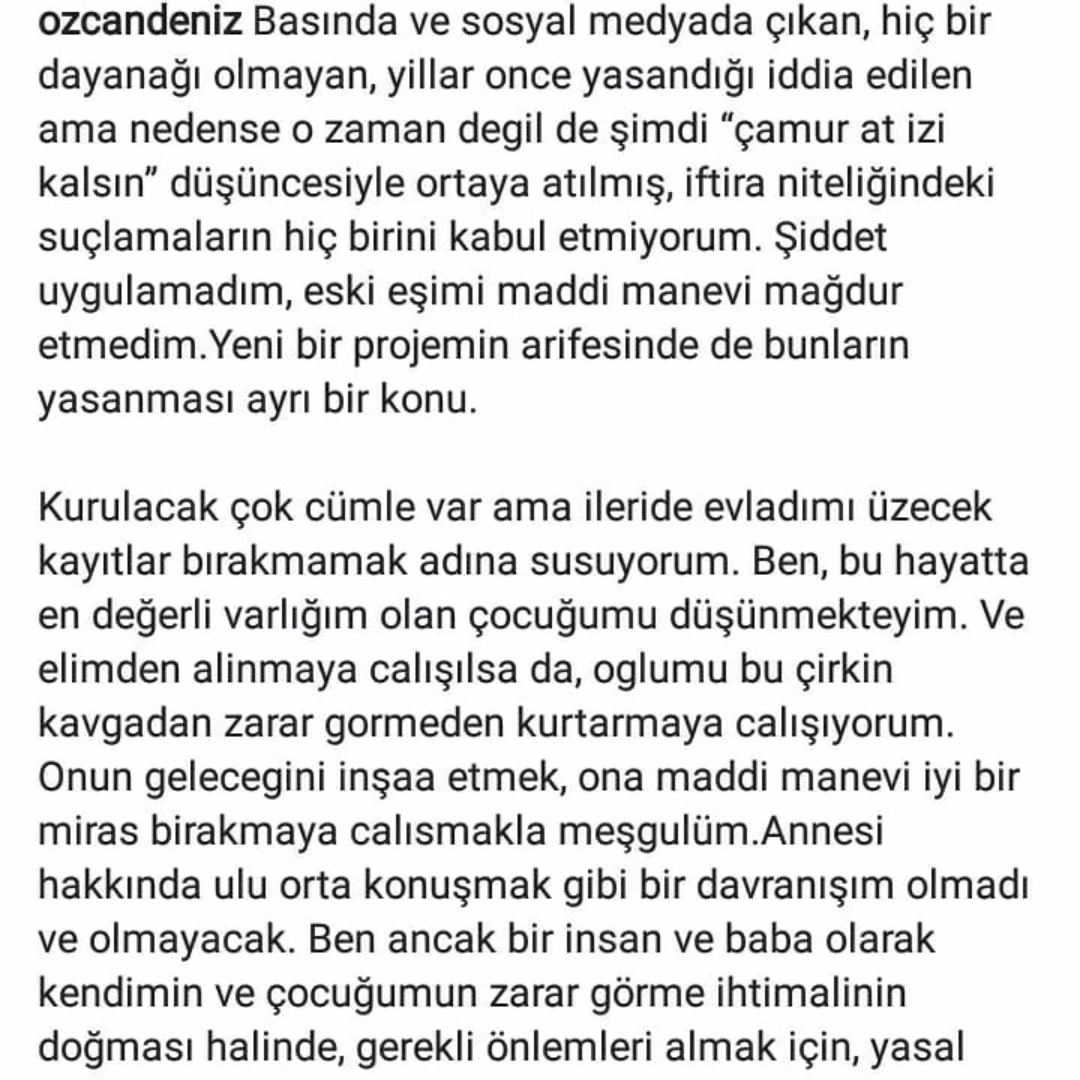 ozcandeniz Basında ve sosyal medyada çıkan, hiç bir
dayanağı olmayan, yillar once yasandığı iddia edilen
ama nedense o zaman degil de şimdi “çamur at izi
kalsın” düşüncesiyle ortaya atılmış, iftira niteliğindeki
suçlamaların hiç birini kabul etmiyorum. Şiddet
uygulamadım, eski eşimi maddi manevi mağdur
etmedim.Yeni bir projemin arifesinde de bunların
yasanması ayrı bir konu.

Kurulacak çok cümle var ama ileride evladımı üzecek
kayıtlar bırakmamak adına susuyorum. Ben, bu hayatta
en değerli varlığım olan çocuğumu düşünmekteyim. Ve
elimden alinmaya calışılsa da, oglumu bu çirkin
kavgadan zarar gormeden kurtarmaya calışıyorum.
Onun gelecegini inşaa etmek, ona maddi manevi iyi bir
miras birakmaya calısmakla meşgulüm.Annesi
hakkında ulu orta konuşmak gibi bir davranışım olmadı
ve olmayacak. Ben ancak bir insan ve baba olarak
kendimin ve çocuğumun zarar görme ihtimalinin
doğması halinde, gerekli önlemleri almak için, yasal